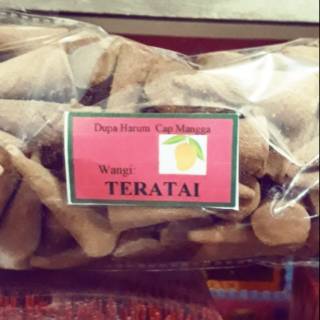 Dupa Harum Cap Mangga
Wangi:
TERATAI